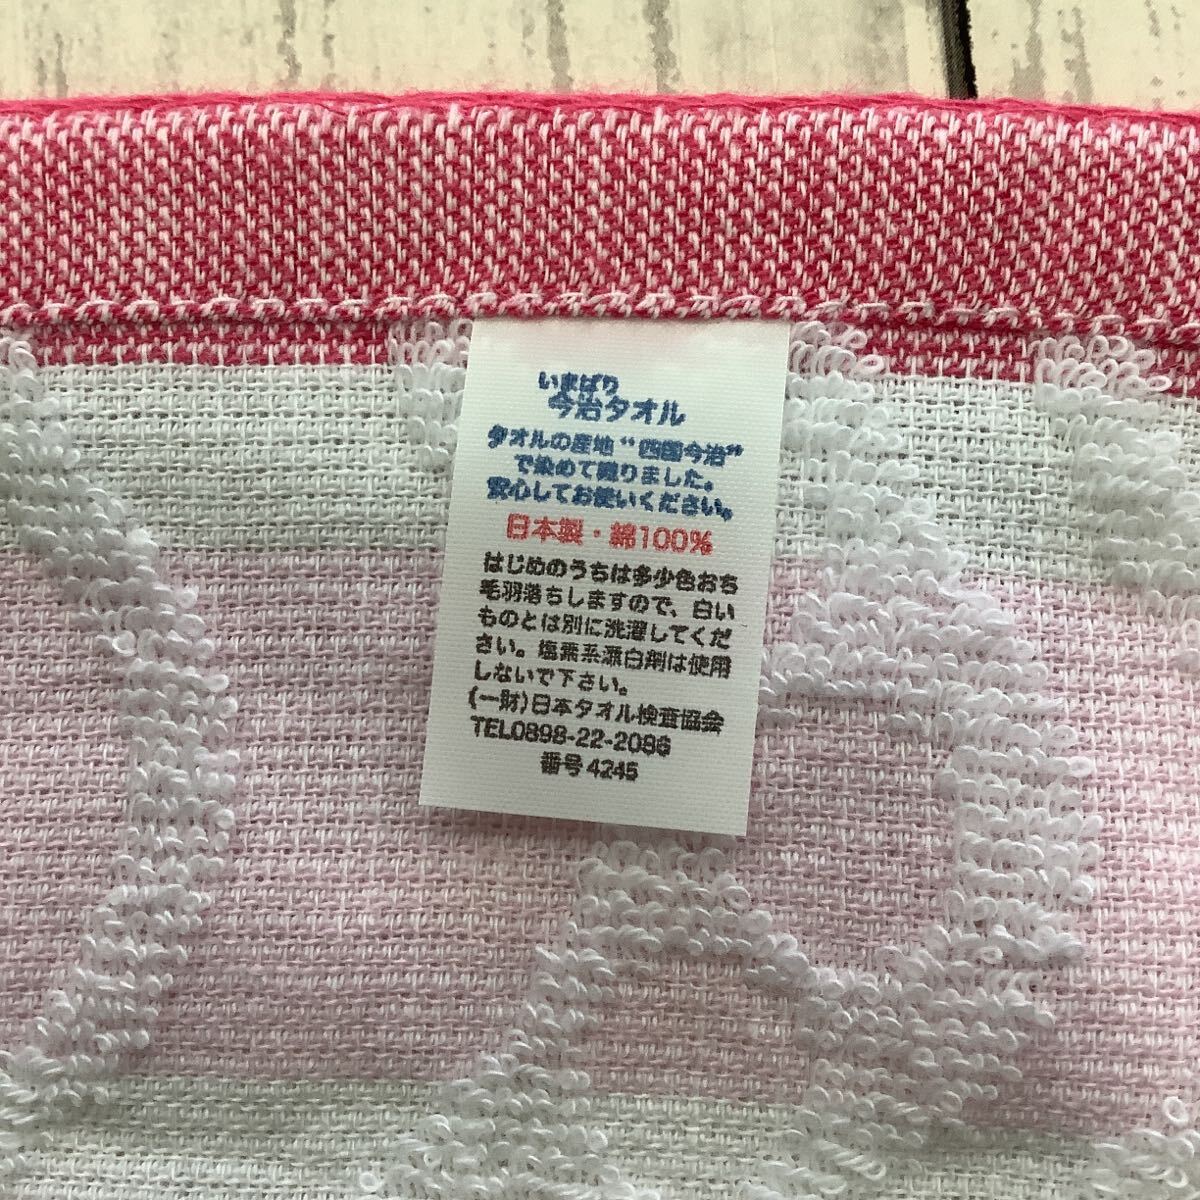 いまばり
今治タオル
タオルの産地“四国今治”
で染めて織りました。
安心してお使いください。
日本製・綿100%
はじめのうちは多少色おち
毛羽落ちしますので、白い
ものとは別に洗濯してくだ
さい。塩素系漂白剤は使用
しないで下さい。
(一財)日本タオル検査協会
TEL0898-22-2086
番号 4245